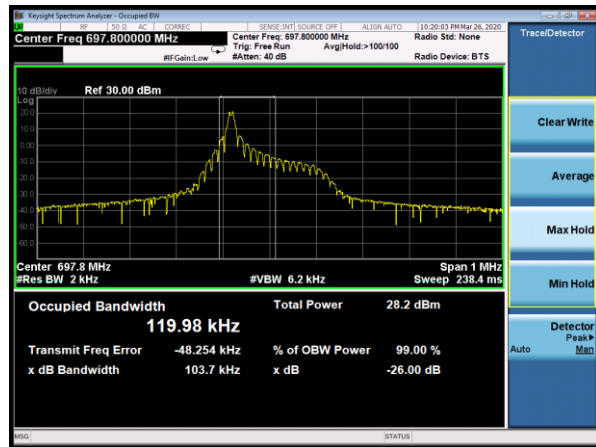 Keysight Spectrum Analyzer - Occupied BW
RF 50 Ω AC CORREC SENSE:INT SOURCE OFF ALIGN AUTO 10:20:03 PM Mar 26, 2020
Center Freq 697.800000 MHz
Center Freq: 697.800000 MHz
Radio Std: None
Trig: Free Run Avg|Hold:>100/100
#IFGain:Low #Atten: 40 dB Radio Device: BTS
Trace/Detector
10 dB/div Ref 30.00 dBm
Log
20.0
10.0
0.00
-10.0
-20.0
-30.0
-40.0
-50.0
-60.0
Center 697.8 MHz Span 1 MHz
#Res BW 2 kHz #VBW 6.2 kHz Sweep 238.4 ms
Occupied Bandwidth Total Power 28.2 dBm
119.98 kHz
Transmit Freq Error -48.254 kHz % of OBW Power 99.00 %
x dB Bandwidth 103.7 kHz x dB -26.00 dB
Clear Write
Average
Max Hold
Min Hold
Detector
Peak▶
Auto Man
MSG STATUS